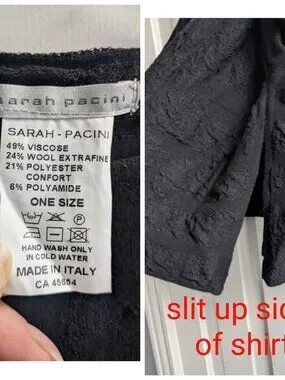 sarah pacini
SARAH - PACINI
49% VISCOSE
24% WOOL EXTRAFINE
21% POLYESTER
CONFORT
6% POLYAMIDE
ONE SIZE
HAND WASH ONLY
IN COLD WATER
MADE IN ITALY
CA 45654
slit up sid
of shirt